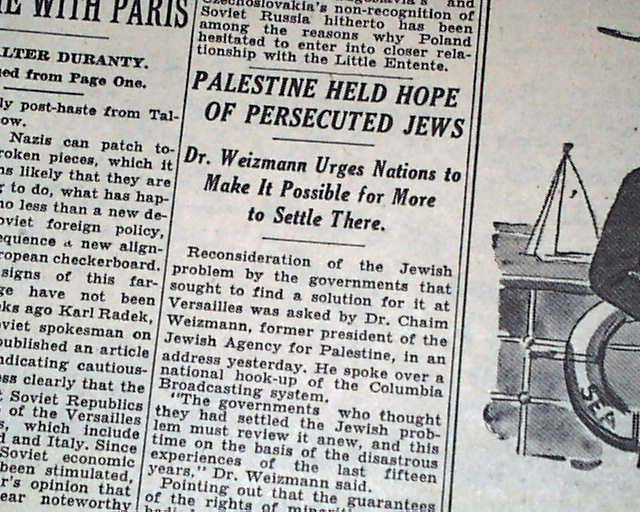 E WITH PARIS
ALTER DURANTY.
ed from Page One.
ly post-haste from Tal-
ow.
Nazis can patch to-
roken pieces, which it
ns likely that they are
g to do, what has hap-
no less than a new de-
oviet foreign policy,
equence a new align-
ropean checkerboard.
signs of this far-
ge have not been
eks ago Karl Radek,
viet spokesman on
published an article
ndicating cautious-
ess clearly that the
t Soviet Republics
of the Versailles
s, which include
d and Italy. Since
Soviet economic
been stimulated,
r's opinion that
ear noteworthy
and
Czechoslovakia's non-recognition of
Soviet Russia hitherto has been
among the reasons why Poland
hesitated to enter into closer rela-
tionship with the Little Entente.
PALESTINE HELD HOPE
OF PERSECUTED JEWS
Dr. Weizmann Urges Nations to
Make It Possible for More
to Settle There.
Reconsideration of the Jewish
problem by the governments that
sought to find a solution for it at
Versailles was asked by Dr. Chaim
Weizmann, former president of the
Jewish Agency for Palestine, in an
address yesterday. He spoke over a
national hook-up of the Columbia
Broadcasting system.
"The governments who thought
they had settled the Jewish prob-
lem must review it anew, and this
time on the basis of the disastrous
experiences of the last fifteen
years," Dr. Weizmann said.
Pointing out that the guarantees
of the rights of
SEA